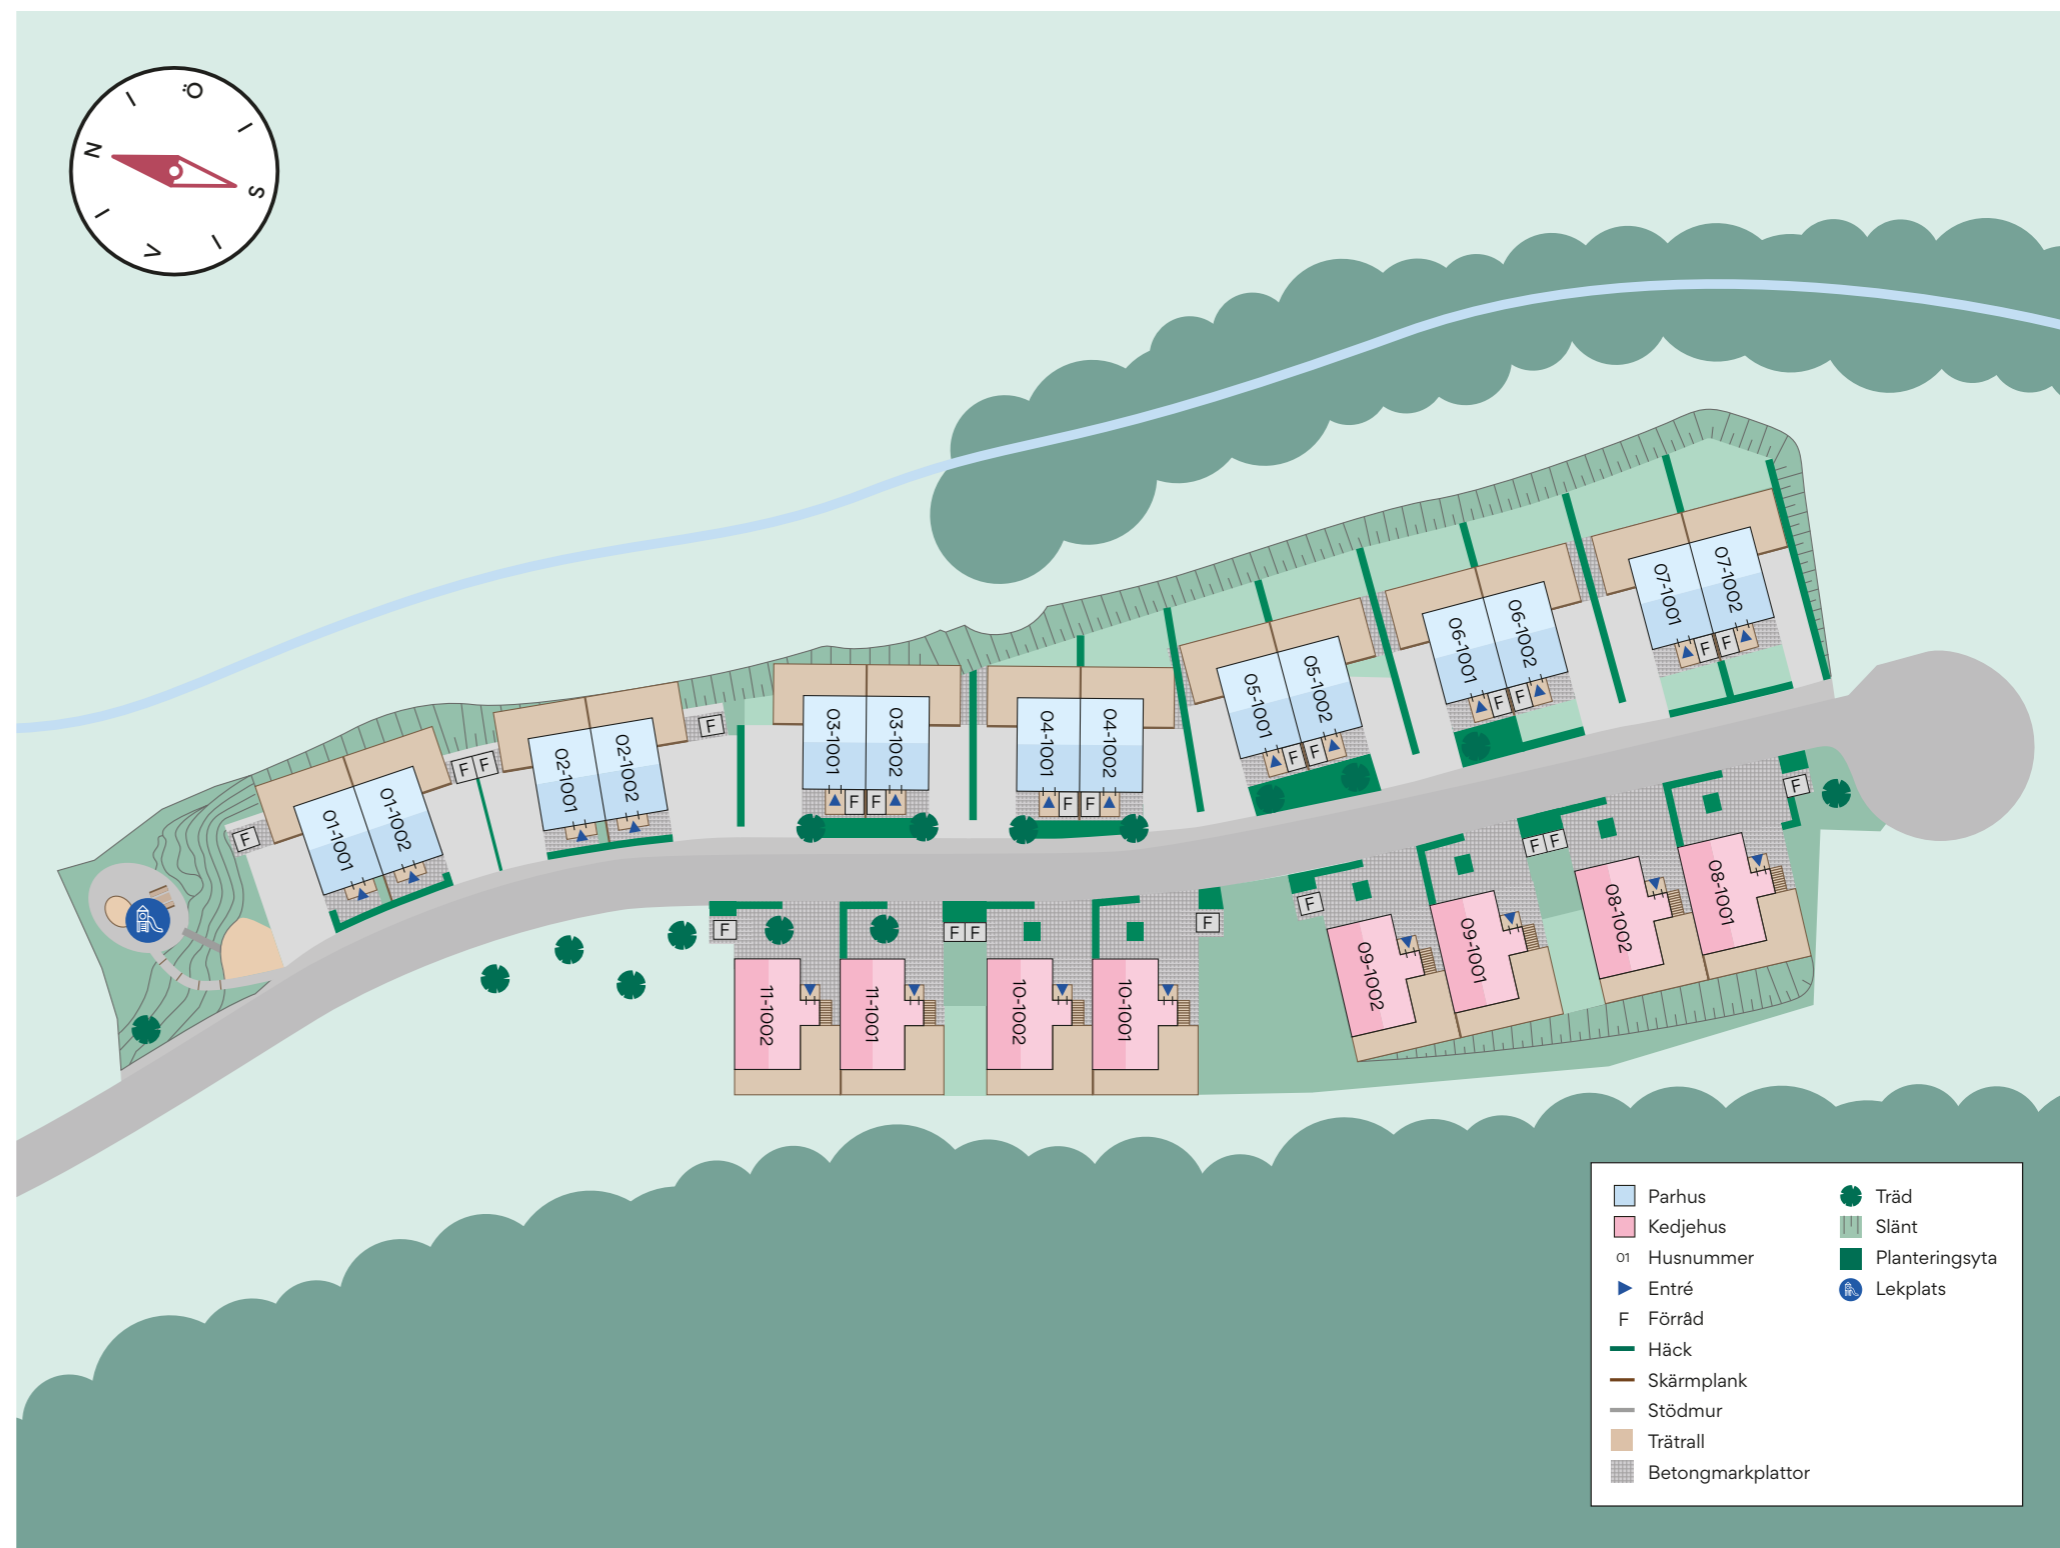 Ö
I
I
N
S
I
I
V
07-1002
07-1001
F
F
06-1002
06-1001
F
F
05-1002
05-1001
F
F
04-1001
04-1002
F
F
03-1001
03-1002
F
F
F
02-1001
02-1002
F
F
01-1001
01-1002
F
F
F
F
F
F
F
F
11-1002
11-1001
10-1002
10-1001
09-1002
09-1001
08-1002
08-1001
Parhus
Kedjehus
01 Husnummer
Entré
F Förråd
Häck
Skärmplank
Stödmur
Trätrall
Betongmarkplattor
Träd
Slänt
Planteringsyta
Lekplats